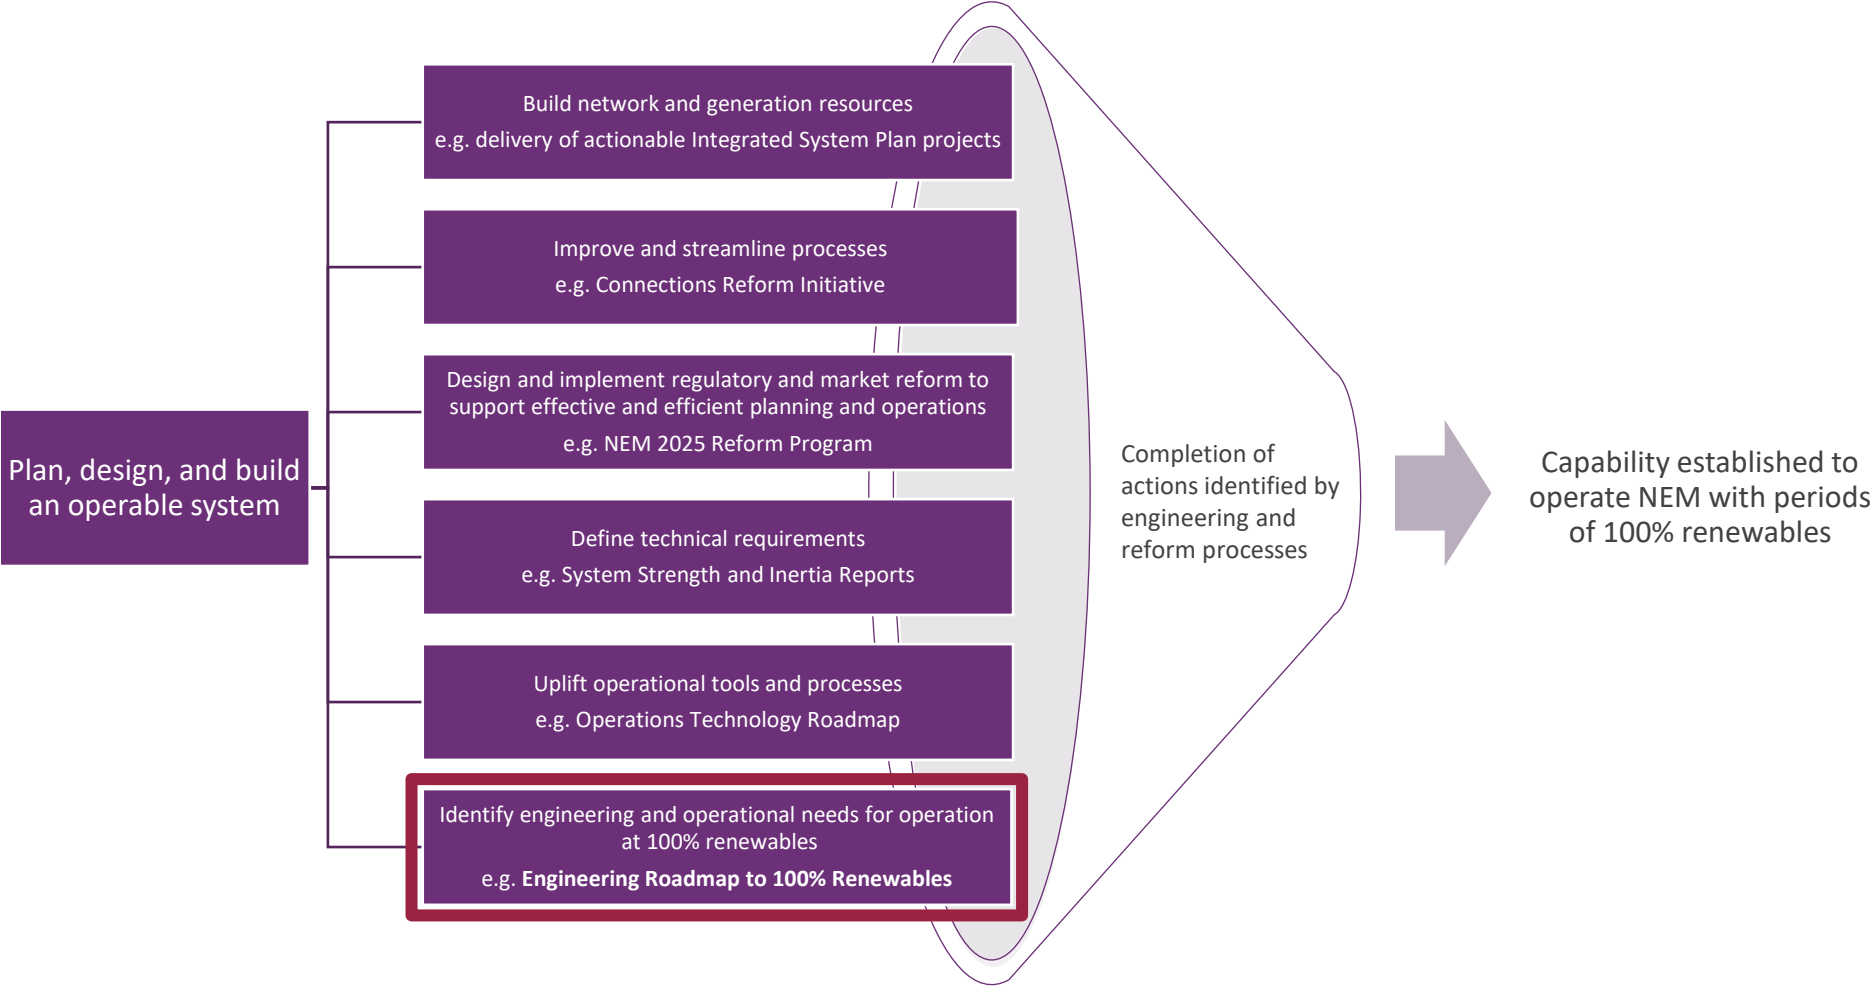 Build network and generation resources
e.g. delivery of actionable Integrated System Plan projects
Improve and streamline processes
e.g. Connections Reform Initiative
Design and implement regulatory and market reform to
support effective and efficient planning and operations
e.g. NEM 2025 Reform Program
Plan, design, and build
an operable system
Define technical requirements
e.g. System Strength and Inertia Reports
Uplift operational tools and processes
e.g. Operations Technology Roadmap
Identify engineering and operational needs for operation
at 100% renewables
e.g. Engineering Roadmap to 100% Renewables
Completion of
actions identified by
engineering and
reform processes
Capability established to
operate NEM with periods
of 100% renewables